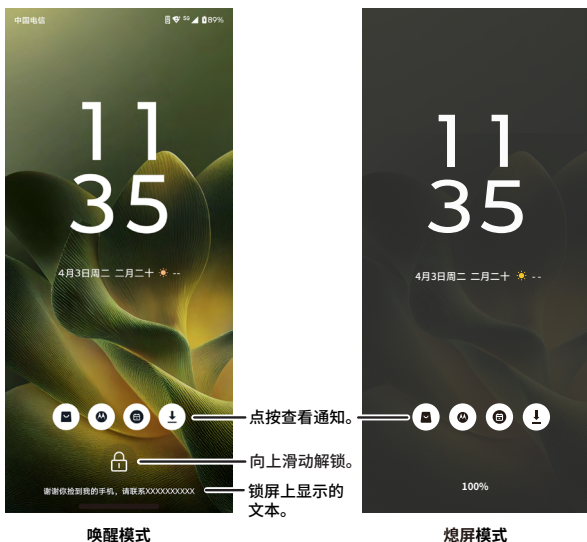 中国电信
5G 89%
11
35
4月3日周二 二月二十 --
谢谢你捡到我的手机，请联系XXXXXXXXXX
唤醒模式
点按查看通知。
向上滑动解锁。
锁屏上显示的
文本。
11
35
4月3日周二 二月二十 --
100%
熄屏模式